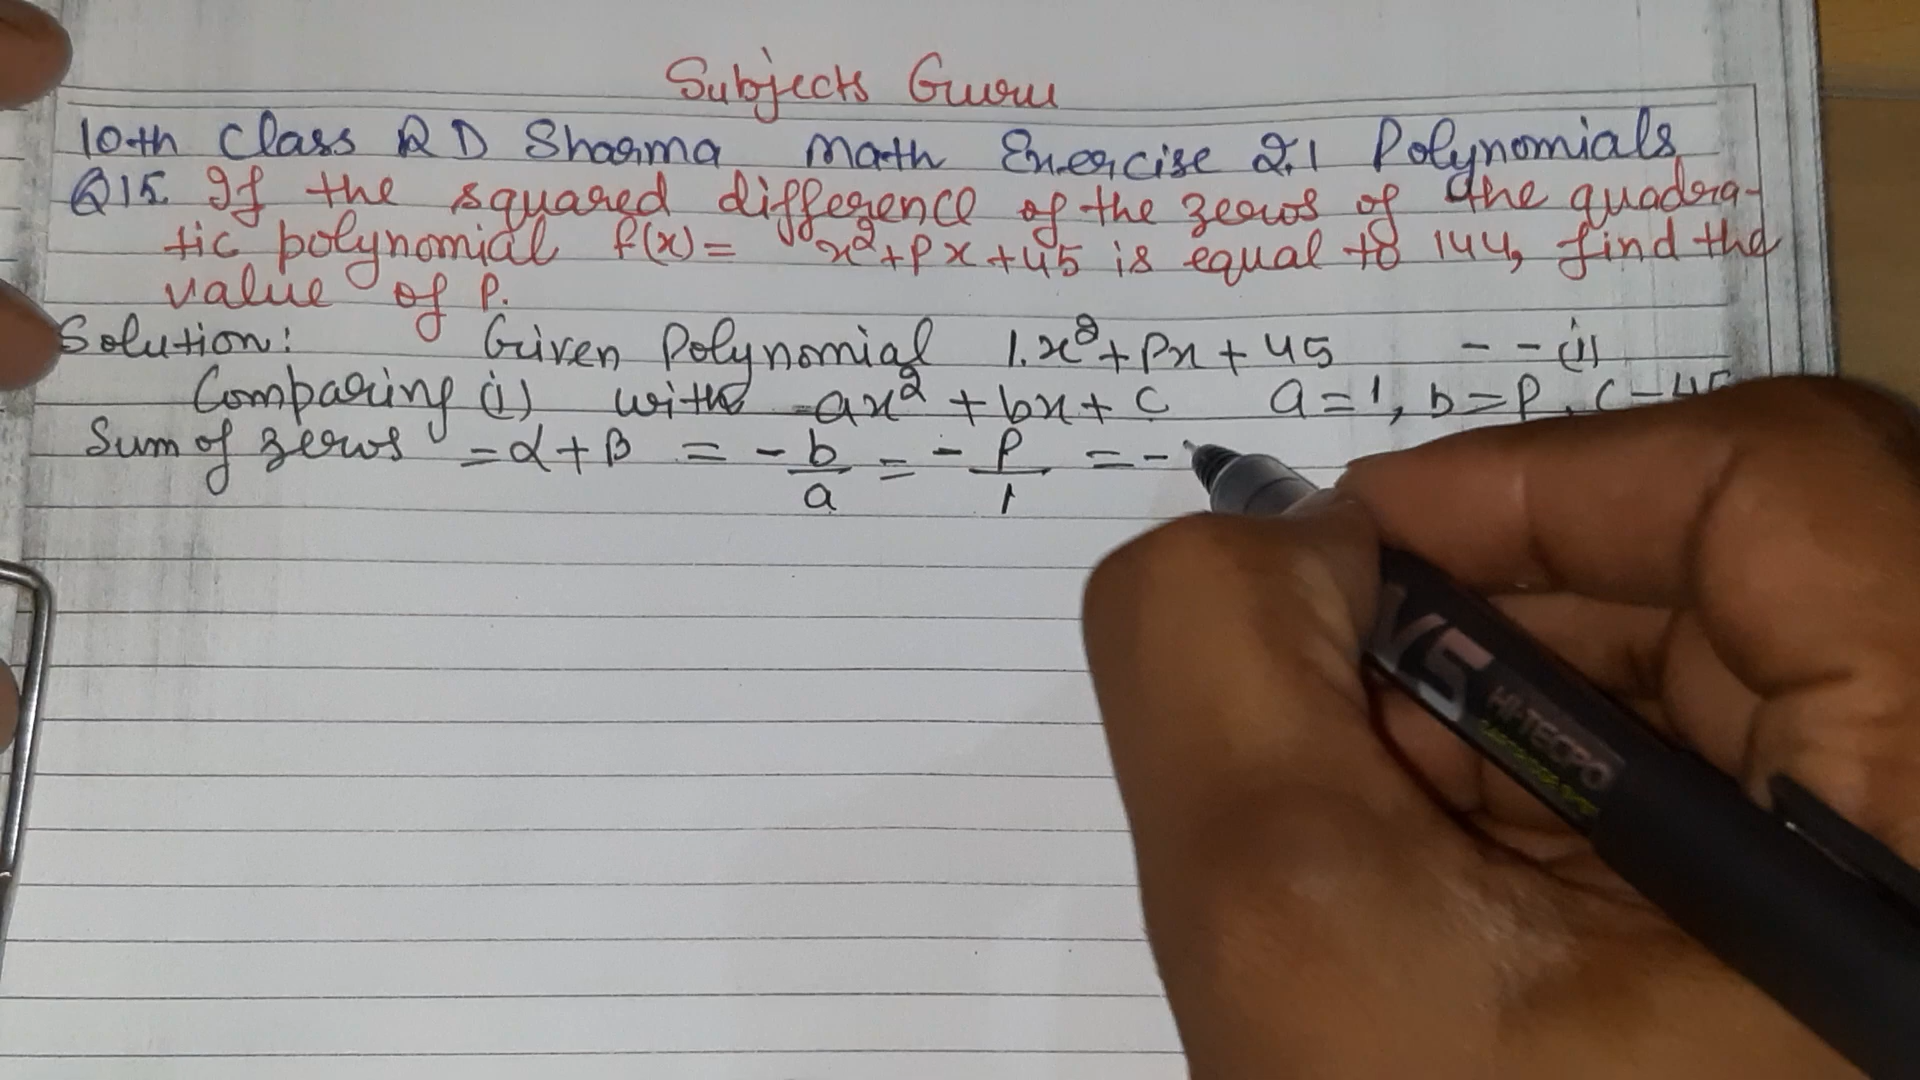 Subjects Guru
10th Class RD Sharma Math Exercise 2.1 Polynomials
Q15. If the squared difference of the zeros of the quadra-
tic polynomial f(x) = x²+px+45 is equal to 144, find the
value of p.
Solution: Given Polynomial 1.x²+Px+45 - - (i)
Comparing (i) with ax²+bx+c a=1, b=P, c=45
Sum of zeros = α+β = -b/a = -P/1 = -
V5
HI-TECPO